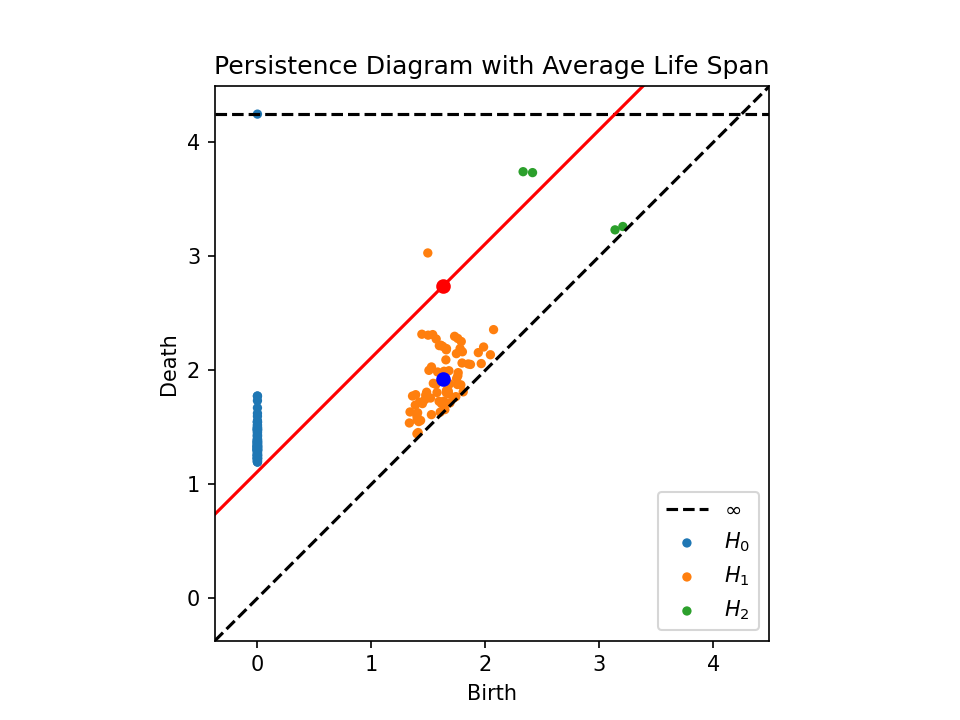 Persistence Diagram with Average Life Span
Death
4
3
2
1
0
∞
H₀
H₁
H₂
0 1 2 3 4
Birth